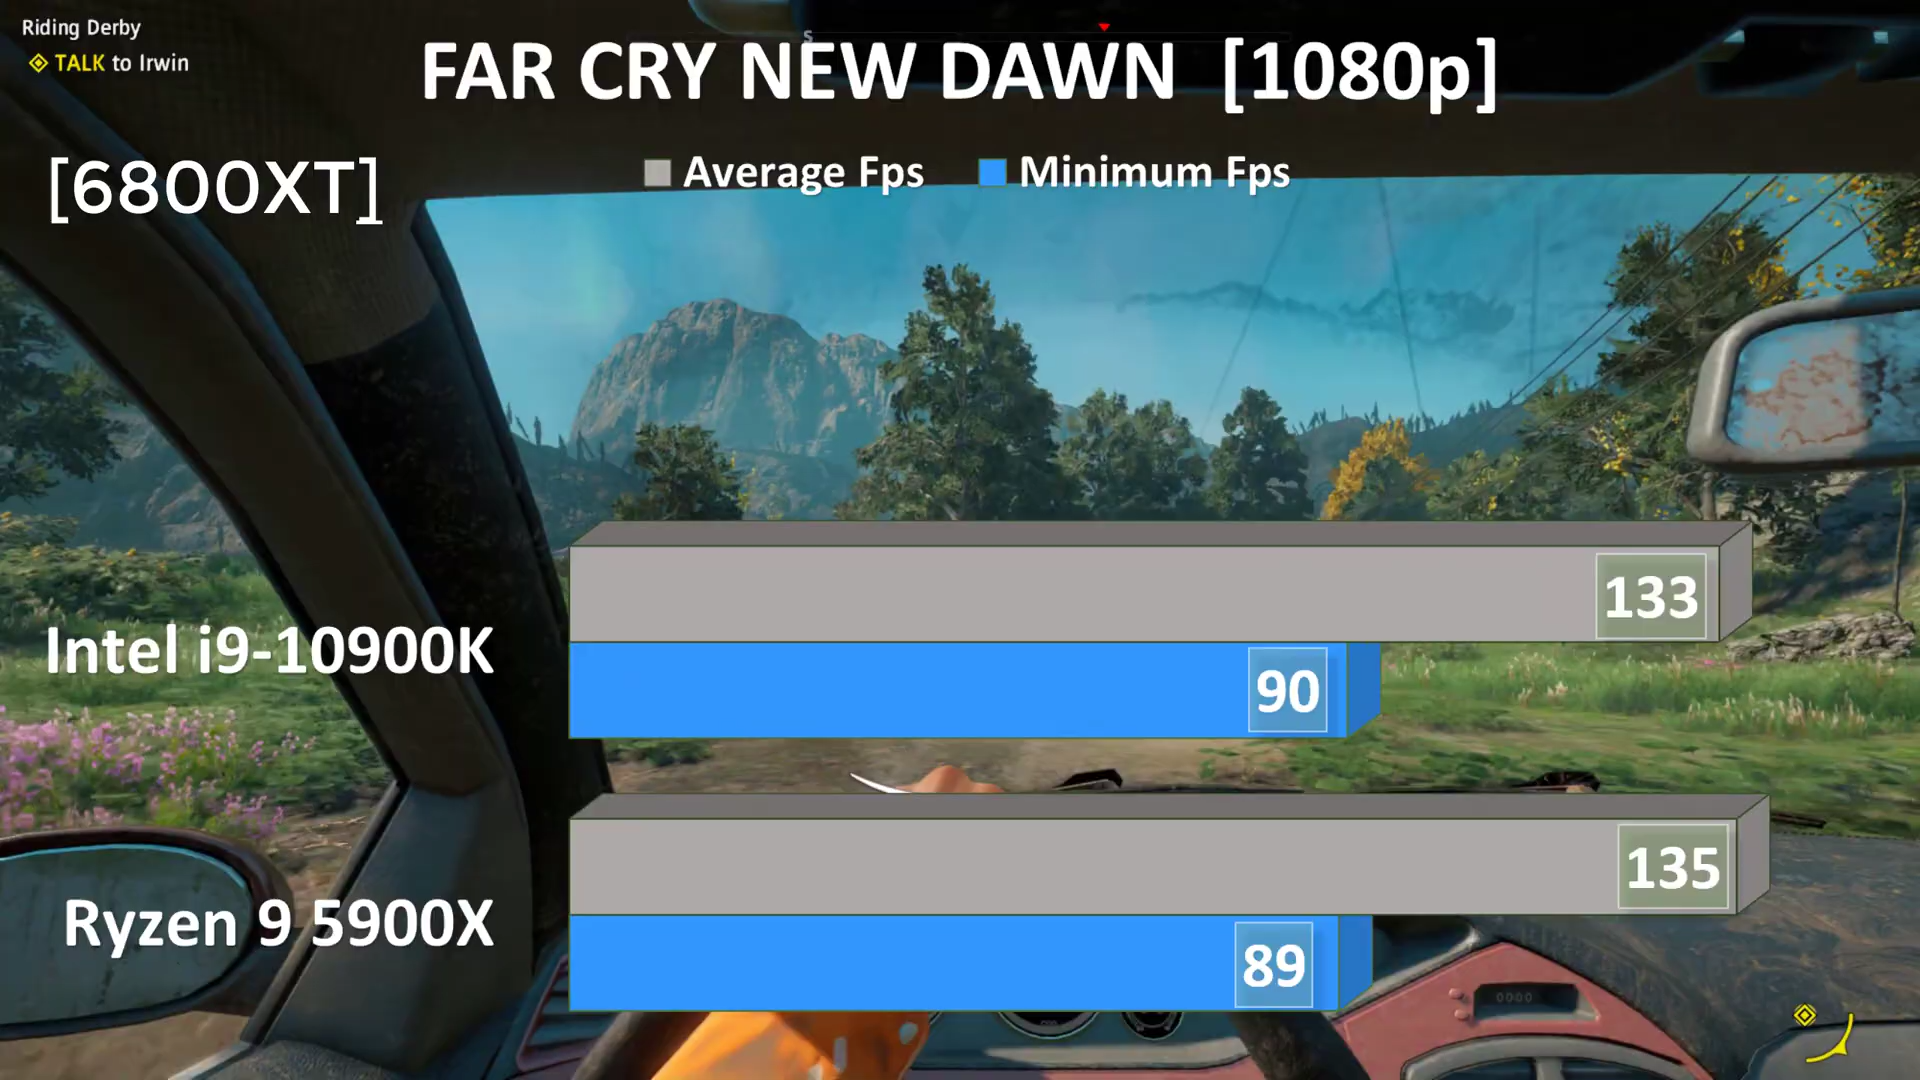 Riding Derby
TALK to Irwin
S
FAR CRY NEW DAWN [1080p]
[6800XT]
Average Fps Minimum Fps
133
Intel i9-10900K
90
135
Ryzen 9 5900X
89
0000